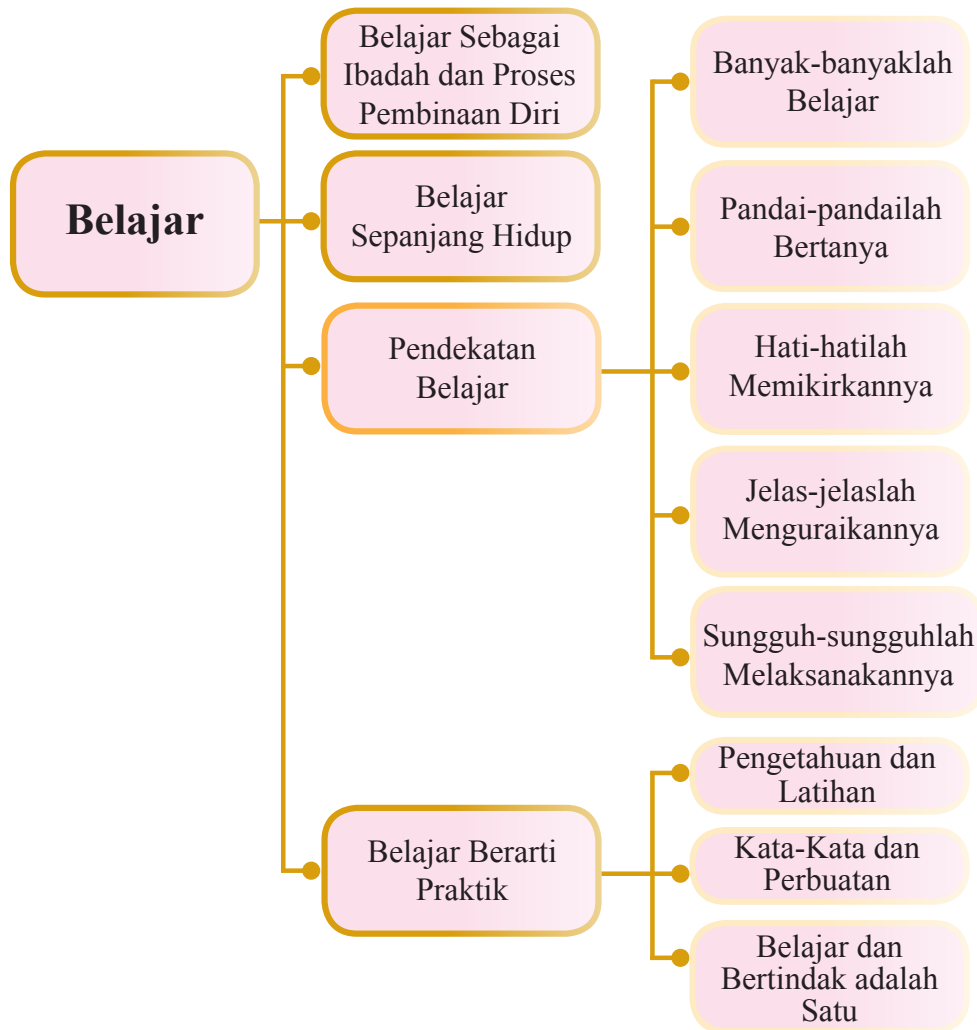 Belajar
Belajar Sebagai
Ibadah dan Proses
Pembinaan Diri
Belajar
Sepanjang Hidup
Pendekatan
Belajar
Banyak-banyaklah
Belajar
Pandai-pandailah
Bertanya
Hati-hatilah
Memikirkannya
Jelas-jelaslah
Menguraikannya
Sungguh-sungguhlah
Melaksanakannya
Belajar Berarti
Praktik
Pengetahuan dan
Latihan
Kata-Kata dan
Perbuatan
Belajar dan
Bertindak adalah
Satu